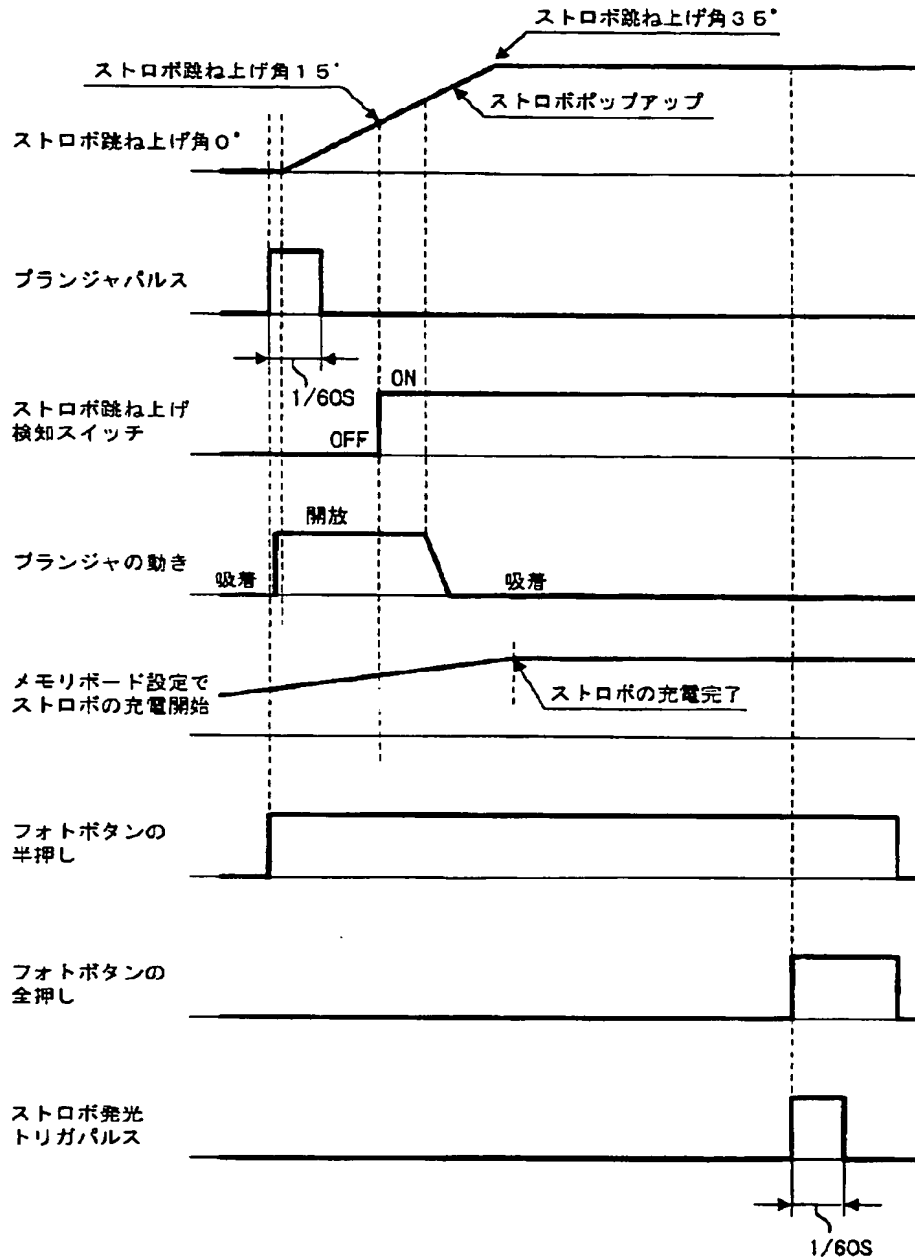 ストロボ跳ね上げ角35°
ストロボ跳ね上げ角15°
ストロボポップアップ
ストロボ跳ね上げ角0°
プランジャパルス
1/60S
ON
ストロボ跳ね上げ
検知スイッチ
OFF
開放
プランジャの動き
吸着
吸着
メモリボード設定で
ストロボの充電開始
ストロボの充電完了
フォトボタンの
半押し
フォトボタンの
全押し
ストロボ発光
トリガパルス
1/60S